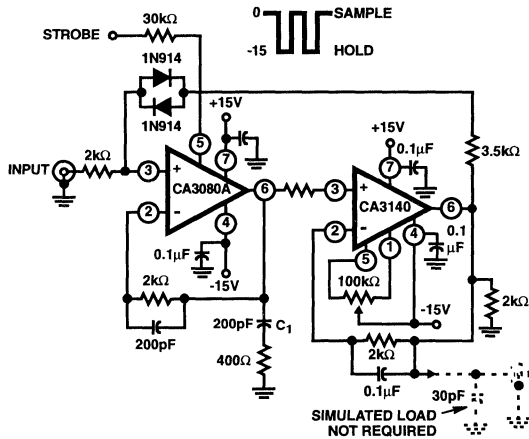 0 SAMPLE
-15 HOLD
30kΩ
STROBE
1N914
1N914
+15V
+15V
0.1µF
3.5kΩ
INPUT
2kΩ
5
7
7
3
CA3080A
6
3
CA3140
6
2
4
2
4
0.1
µF
5
1
0.1µF
-15V
100kΩ
-15V
2kΩ
200pF
200pF C1
400Ω
2kΩ
2kΩ
0.1µF
30pF
SIMULATED LOAD
NOT REQUIRED